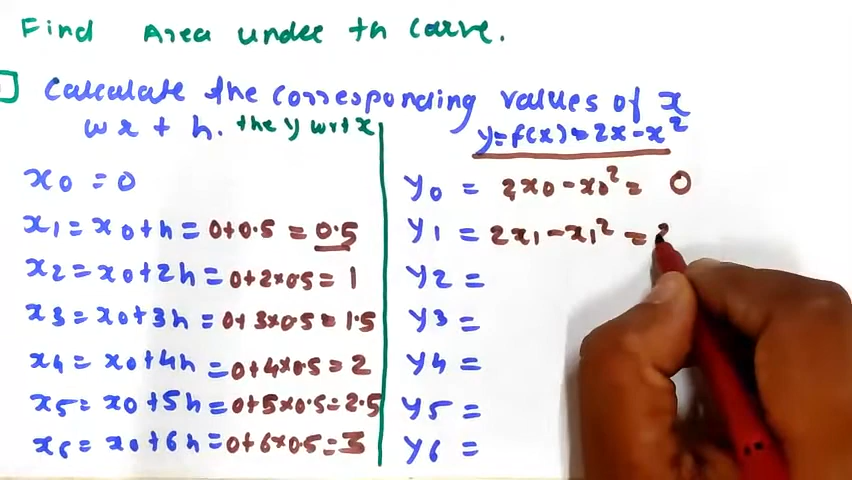 Find Area under th carve.
Calculate the corresponding values of x
w r t h. the y wrt x
y=f(x)=2x-x²
x0 = 0
x1 = x0+h = 0+0.5 = 0.5
x2 = x0+2h = 0+2×0.5 = 1
x3 = x0+3h = 0+3×0.5 = 1.5
x4 = x0+4h = 0+4×0.5 = 2
x5 = x0+5h = 0+5×0.5 = 2.5
x6 = x0+6h = 0+6×0.5 = 3
y0 = 2x0-x0² = 0
y1 = 2x1-x1² =
y2 =
y3 =
y4 =
y5 =
y6 =